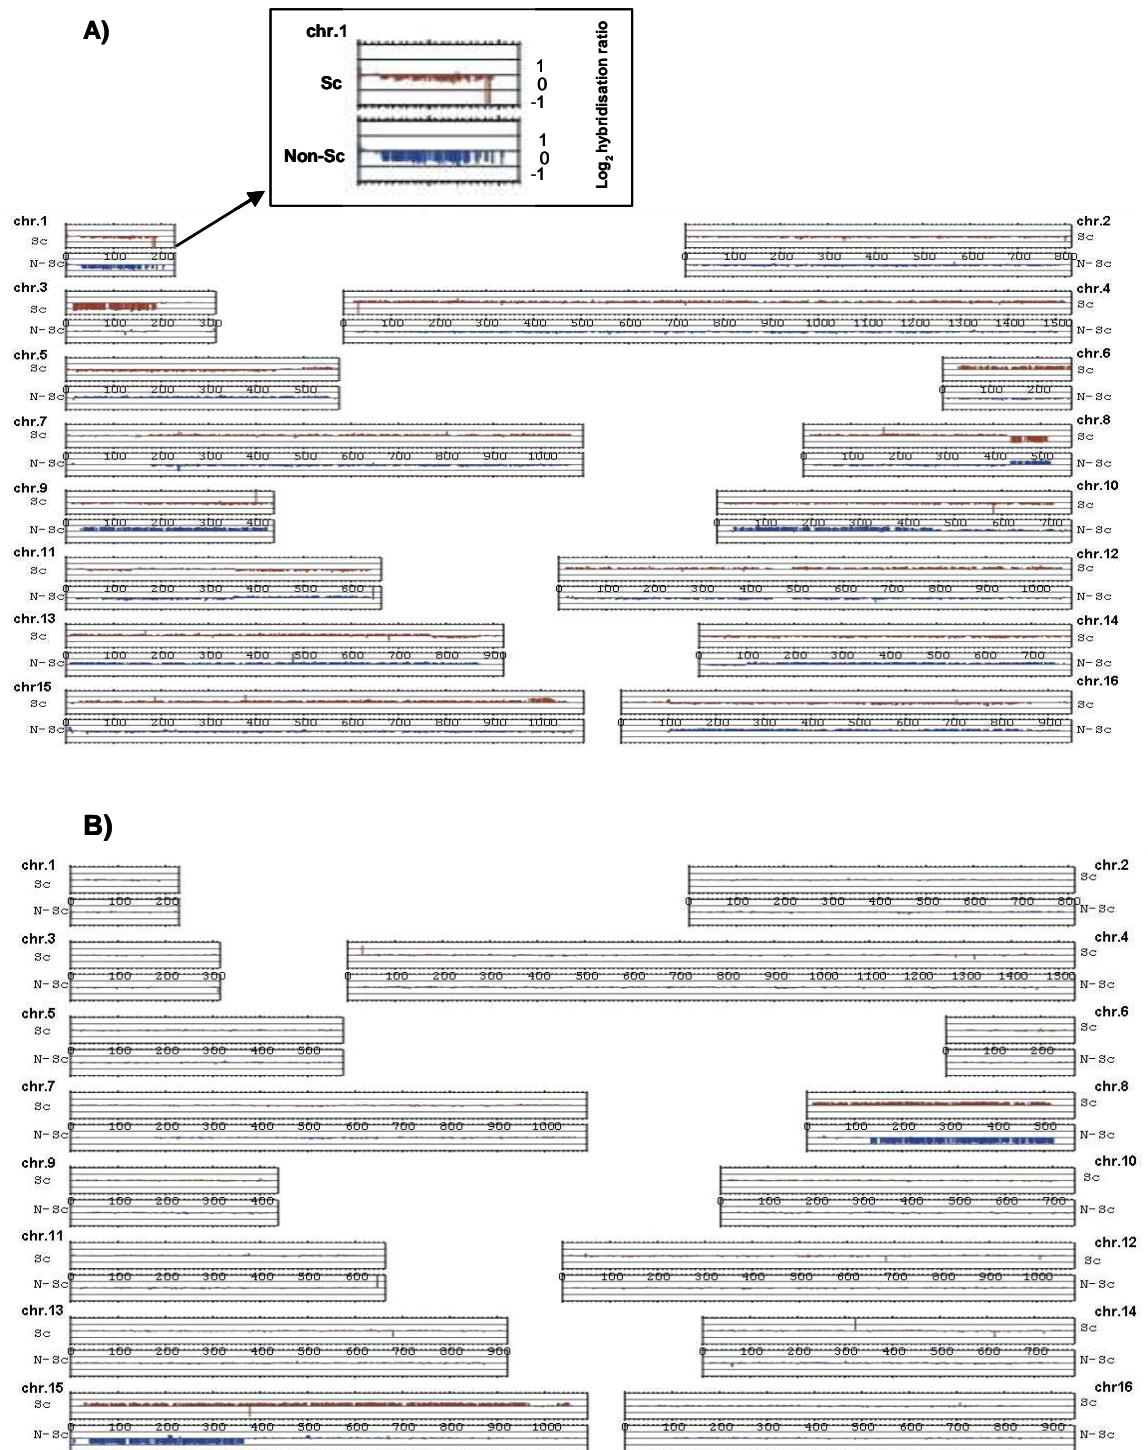 A)
chr.1
Sc
1
0
-1
Non-Sc
1
0
-1
Log2 hybridisation ratio
chr.1
Sc
0 100 200
N-Sc
chr.2
Sc
0 100 200 300 400 500 600 700 800
N-Sc
chr.3
Sc
0 100 200 300
N-Sc
chr.4
Sc
0 100 200 300 400 500 600 700 800 900 1000 1100 1200 1300 1400 1500
N-Sc
chr.5
Sc
0 100 200 300 400 500
N-Sc
chr.6
Sc
0 100 200
N-Sc
chr.7
Sc
0 100 200 300 400 500 600 700 800 900 1000
N-Sc
chr.8
Sc
0 100 200 300 400 500
N-Sc
chr.9
Sc
0 100 200 300 400
N-Sc
chr.10
Sc
0 100 200 300 400 500 600 700
N-Sc
chr.11
Sc
0 100 200 300 400 500 600
N-Sc
chr.12
Sc
0 100 200 300 400 500 600 700 800 900 1000
N-Sc
chr.13
Sc
0 100 200 300 400 500 600 700 800 900
N-Sc
chr.14
Sc
0 100 200 300 400 500 600 700
N-Sc
chr15
Sc
0 100 200 300 400 500 600 700 800 900 1000
N-Sc
chr.16
Sc
0 100 200 300 400 500 600 700 800 900
N-Sc
B)
chr.1
Sc
0 100 200
N-Sc
chr.2
Sc
0 100 200 300 400 500 600 700 800
N-Sc
chr.3
Sc
0 100 200 300
N-Sc
chr.4
Sc
0 100 200 300 400 500 600 700 800 900 1000 1100 1200 1300 1400 1500
N-Sc
chr.5
Sc
0 100 200 300 400 500
N-Sc
chr.6
Sc
0 100 200
N-Sc
chr.7
Sc
0 100 200 300 400 500 600 700 800 900 1000
N-Sc
chr.8
Sc
0 100 200 300 400 500
N-Sc
chr.9
Sc
0 100 200 300 400
N-Sc
chr.10
Sc
0 100 200 300 400 500 600 700
N-Sc
chr.11
Sc
0 100 200 300 400 500 600
N-Sc
chr.12
Sc
0 100 200 300 400 500 600 700 800 900 1000
N-Sc
chr.13
Sc
0 100 200 300 400 500 600 700 800 900
N-Sc
chr.14
Sc
0 100 200 300 400 500 600 700
N-Sc
chr.15
Sc
0 100 200 300 400 500 600 700 800 900 1000
N-Sc
chr16
Sc
0 100 200 300 400 500 600 700 800 900
N-Sc